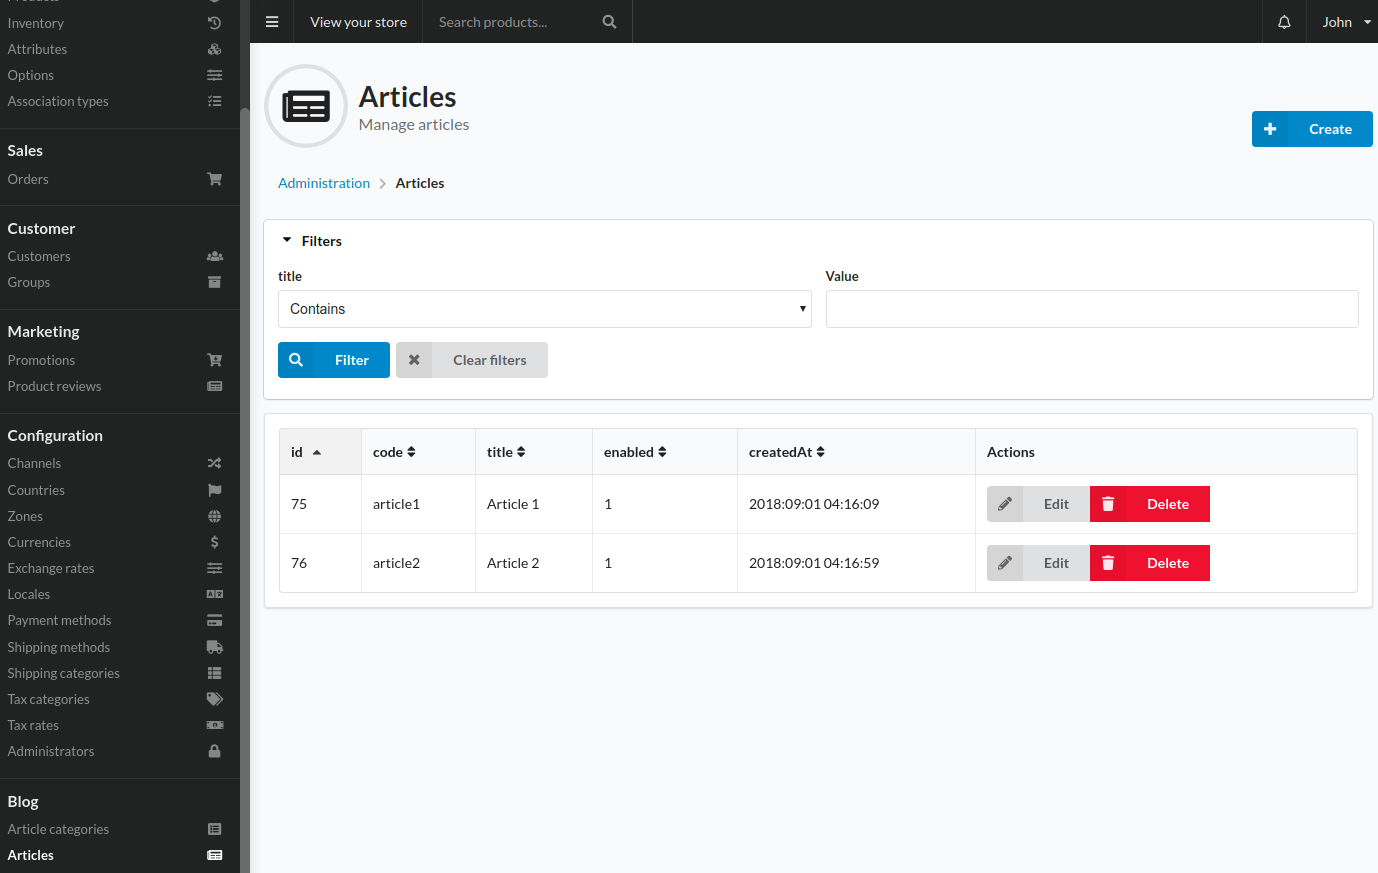 Products
Inventory
Attributes
Options
Association types
Sales
Orders
Customer
Customers
Groups
Marketing
Promotions
Product reviews
Configuration
Channels
Countries
Zones
Currencies
Exchange rates
Locales
Payment methods
Shipping methods
Shipping categories
Tax categories
Tax rates
Administrators
Blog
Article categories
Articles
View your store
Search products...
John
Articles
Manage articles
Create
Administration > Articles
Filters
title Value
Contains
Filter Clear filters
id code title enabled createdAt Actions
75 article1 Article 1 1 2018:09:01 04:16:09 Edit Delete
76 article2 Article 2 1 2018:09:01 04:16:59 Edit Delete